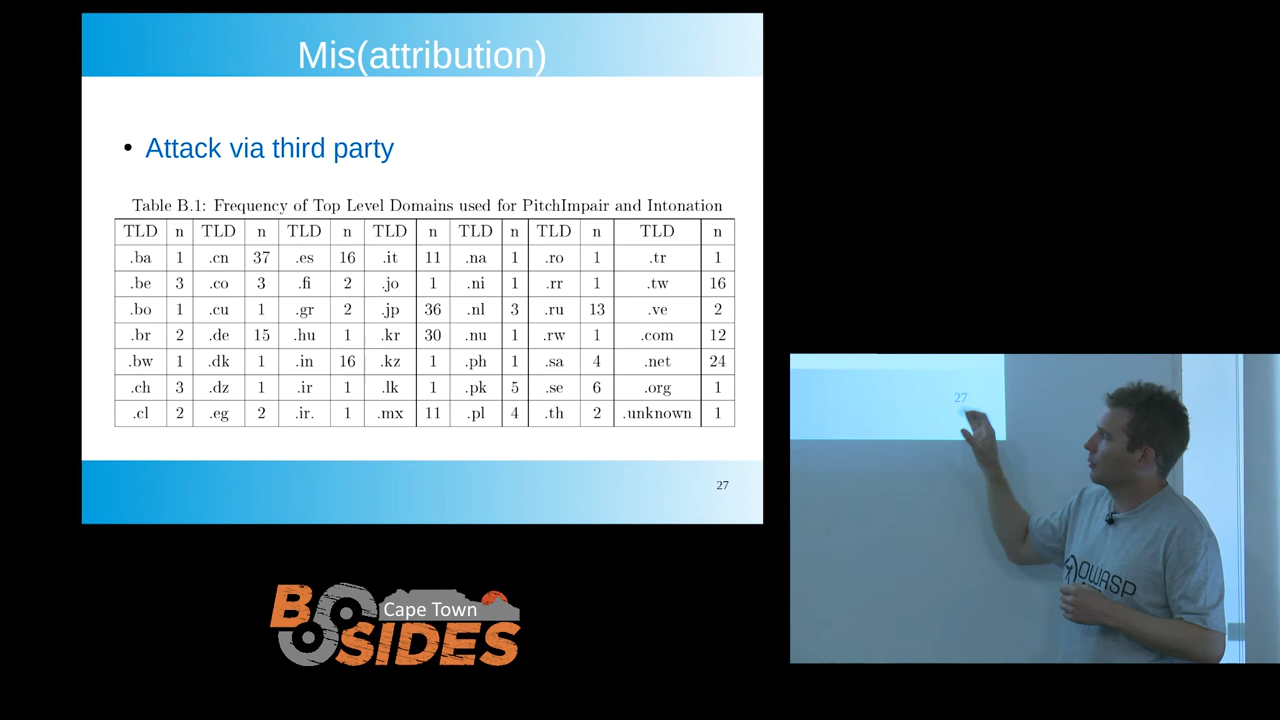 Mis(attribution)
• Attack via third party
Table B.1: Frequency of Top Level Domains used for PitchImpair and Intonation
TLD n TLD n TLD n TLD n TLD n TLD n TLD n
.ba 1 .cn 37 .es 16 .it 11 .na 1 .ro 1 .tr 1
.be 3 .co 3 .fi 2 .jo 1 .ni 1 .rr 1 .tw 16
.bo 1 .cu 1 .gr 2 .jp 36 .nl 3 .ru 13 .ve 2
.br 2 .de 15 .hu 1 .kr 30 .nu 1 .rw 1 .com 12
.bw 1 .dk 1 .in 16 .kz 1 .ph 1 .sa 4 .net 24
.ch 3 .dz 1 .ir 1 .lk 1 .pk 5 .se 6 .org 1
.cl 2 .eg 2 .ir. 1 .mx 11 .pl 4 .th 2 .unknown 1
27
27
OWASP
B
Cape Town
SIDES